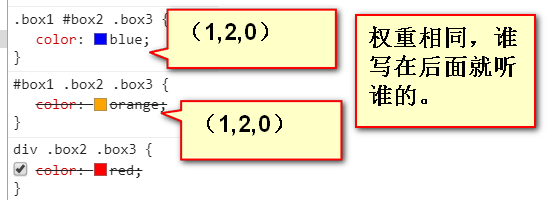 .box1 #box2 .box3 {
color: blue;
}
(1,2,0)
#box1 .box2 .box3 {
color: orange;
}
(1,2,0)
div .box2 .box3 {
color: red;
}
权重相同，谁
写在后面就听
谁的。